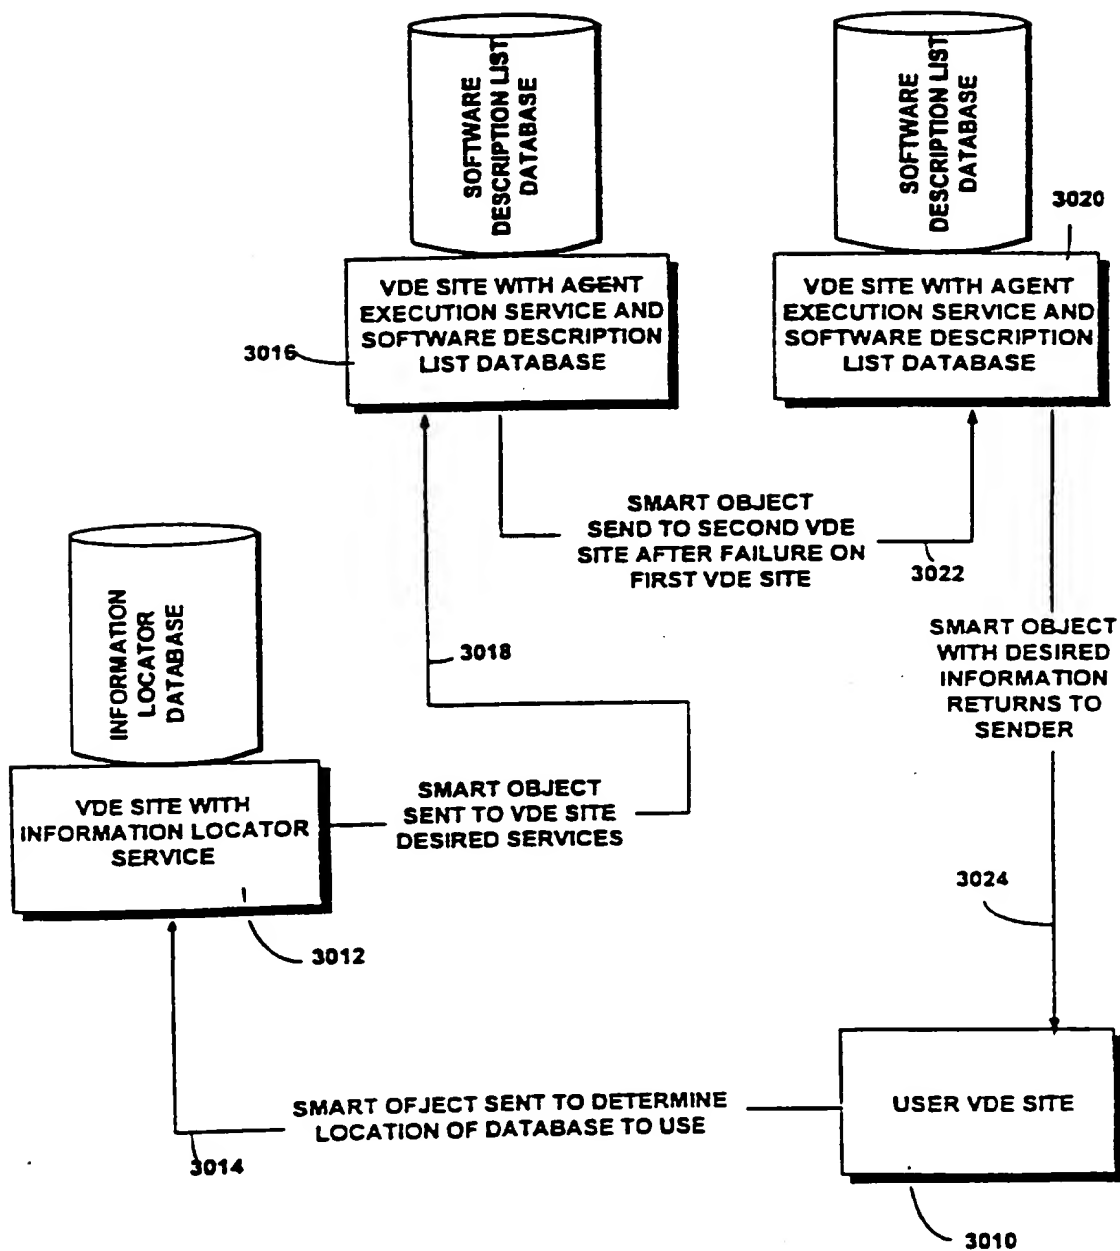 SOFTWARE
DESCRIPTION LIST
DATABASE
SOFTWARE
DESCRIPTION LIST
DATABASE
3020
VDE SITE WITH AGENT
EXECUTION SERVICE AND
SOFTWARE DESCRIPTION
LIST DATABASE
3016
VDE SITE WITH AGENT
EXECUTION SERVICE AND
SOFTWARE DESCRIPTION
LIST DATABASE
SMART OBJECT
SEND TO SECOND VDE
SITE AFTER FAILURE ON
FIRST VDE SITE
3022
INFORMATION
LOCATOR
DATABASE
3018
SMART OBJECT
WITH DESIRED
INFORMATION
RETURNS TO
SENDER
VDE SITE WITH
INFORMATION LOCATOR
SERVICE
SMART OBJECT
SENT TO VDE SITE
DESIRED SERVICES
3024
3012
USER VDE SITE
SMART OFJECT SENT TO DETERMINE
LOCATION OF DATABASE TO USE
3014
3010